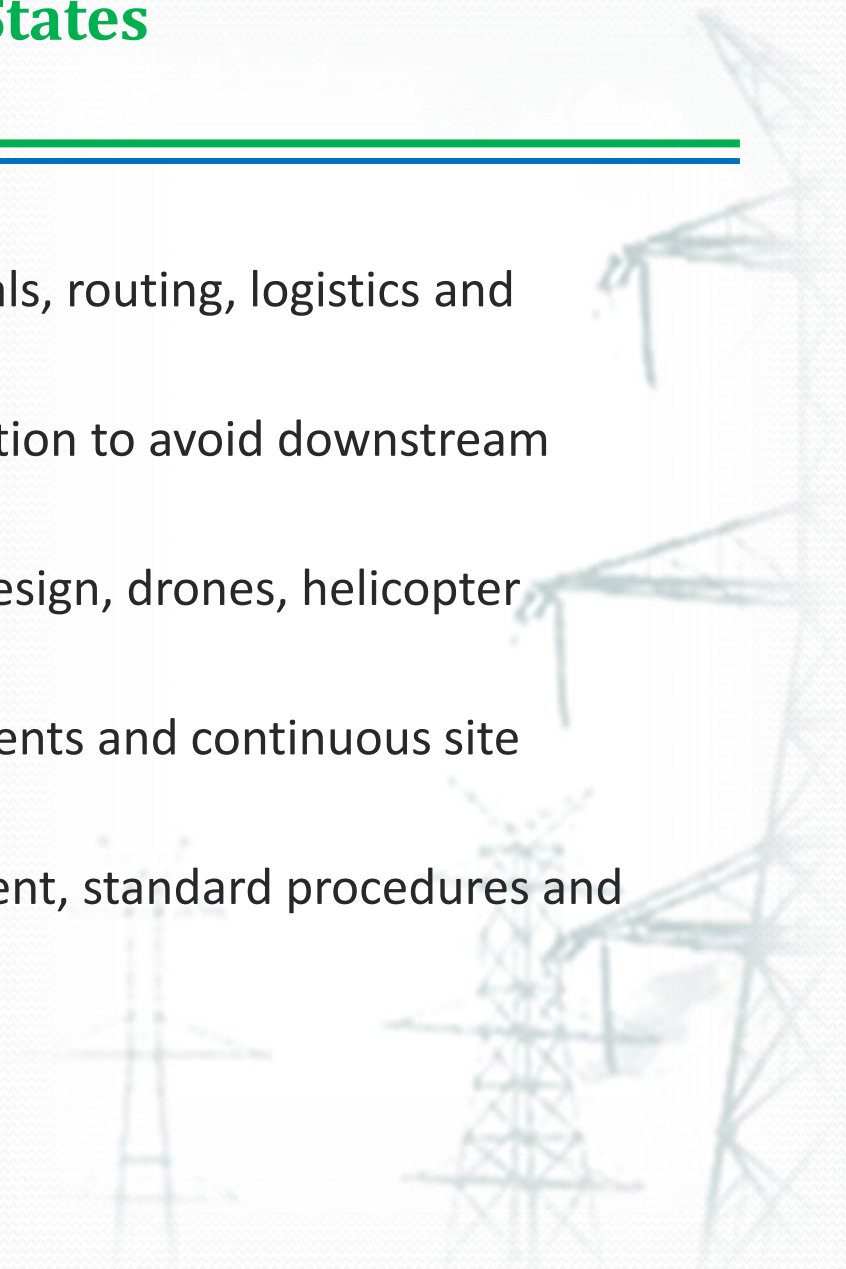 States
ls, routing, logistics and
tion to avoid downstream
esign, drones, helicopter
ents and continuous site
ent, standard procedures and